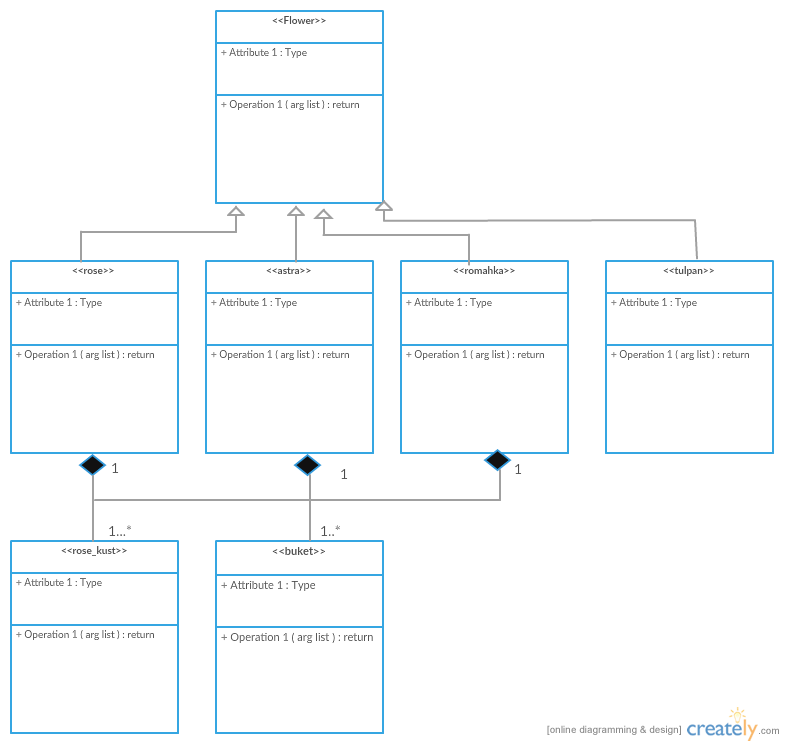 <<Flower>>
+ Attribute 1 : Type
+ Operation 1 ( arg list ) : return
<<rose>>
+ Attribute 1 : Type
+ Operation 1 ( arg list ) : return
<<astra>>
+ Attribute 1 : Type
+ Operation 1 ( arg list ) : return
<<romahka>>
+ Attribute 1 : Type
+ Operation 1 ( arg list ) : return
<<tulpan>>
+ Attribute 1 : Type
+ Operation 1 ( arg list ) : return
1
1
1
1...*
1..*
<<rose_kust>>
+ Attribute 1 : Type
+ Operation 1 ( arg list ) : return
<<buket>>
+ Attribute 1 : Type
+ Operation 1 ( arg list ) : return
[online diagramming & design] creately.com